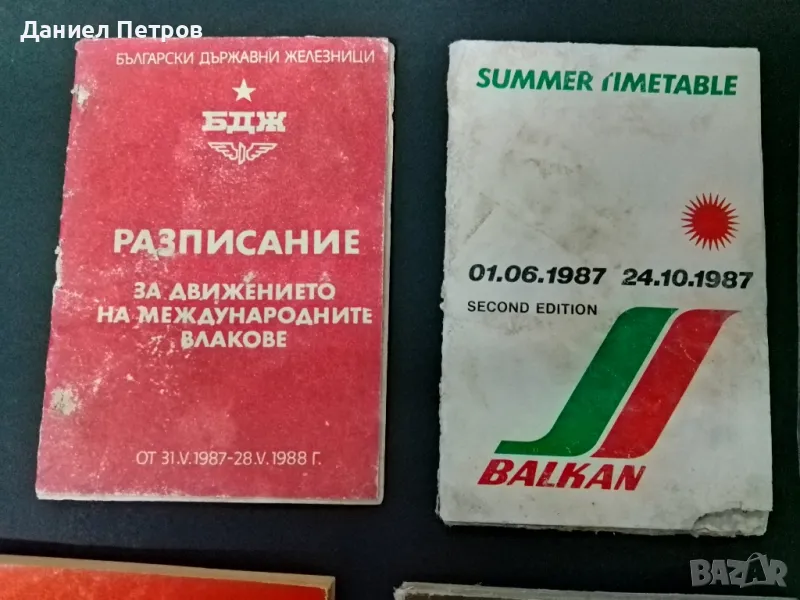 Даниел Петров
БЪЛГАРСКИ ДЪРЖАВНИ ЖЕЛЕЗНИЦИ
БДЖ
РАЗПИСАНИЕ
ЗА ДВИЖЕНИЕТО
НА МЕЖДУНАРОДНИТЕ
ВЛАКОВЕ
ОТ 31.V.1987-28.V.1988 Г.
SUMMER TIMETABLE
01.06.1987 24.10.1987
SECOND EDITION
BALKAN
BAZAR